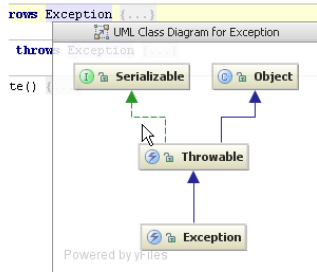 rows Exception {...}
UML Class Diagram for Exception
throws Exception {...}
te() {
I Serializable
C Object
Throwable
Exception
Powered by yFiles